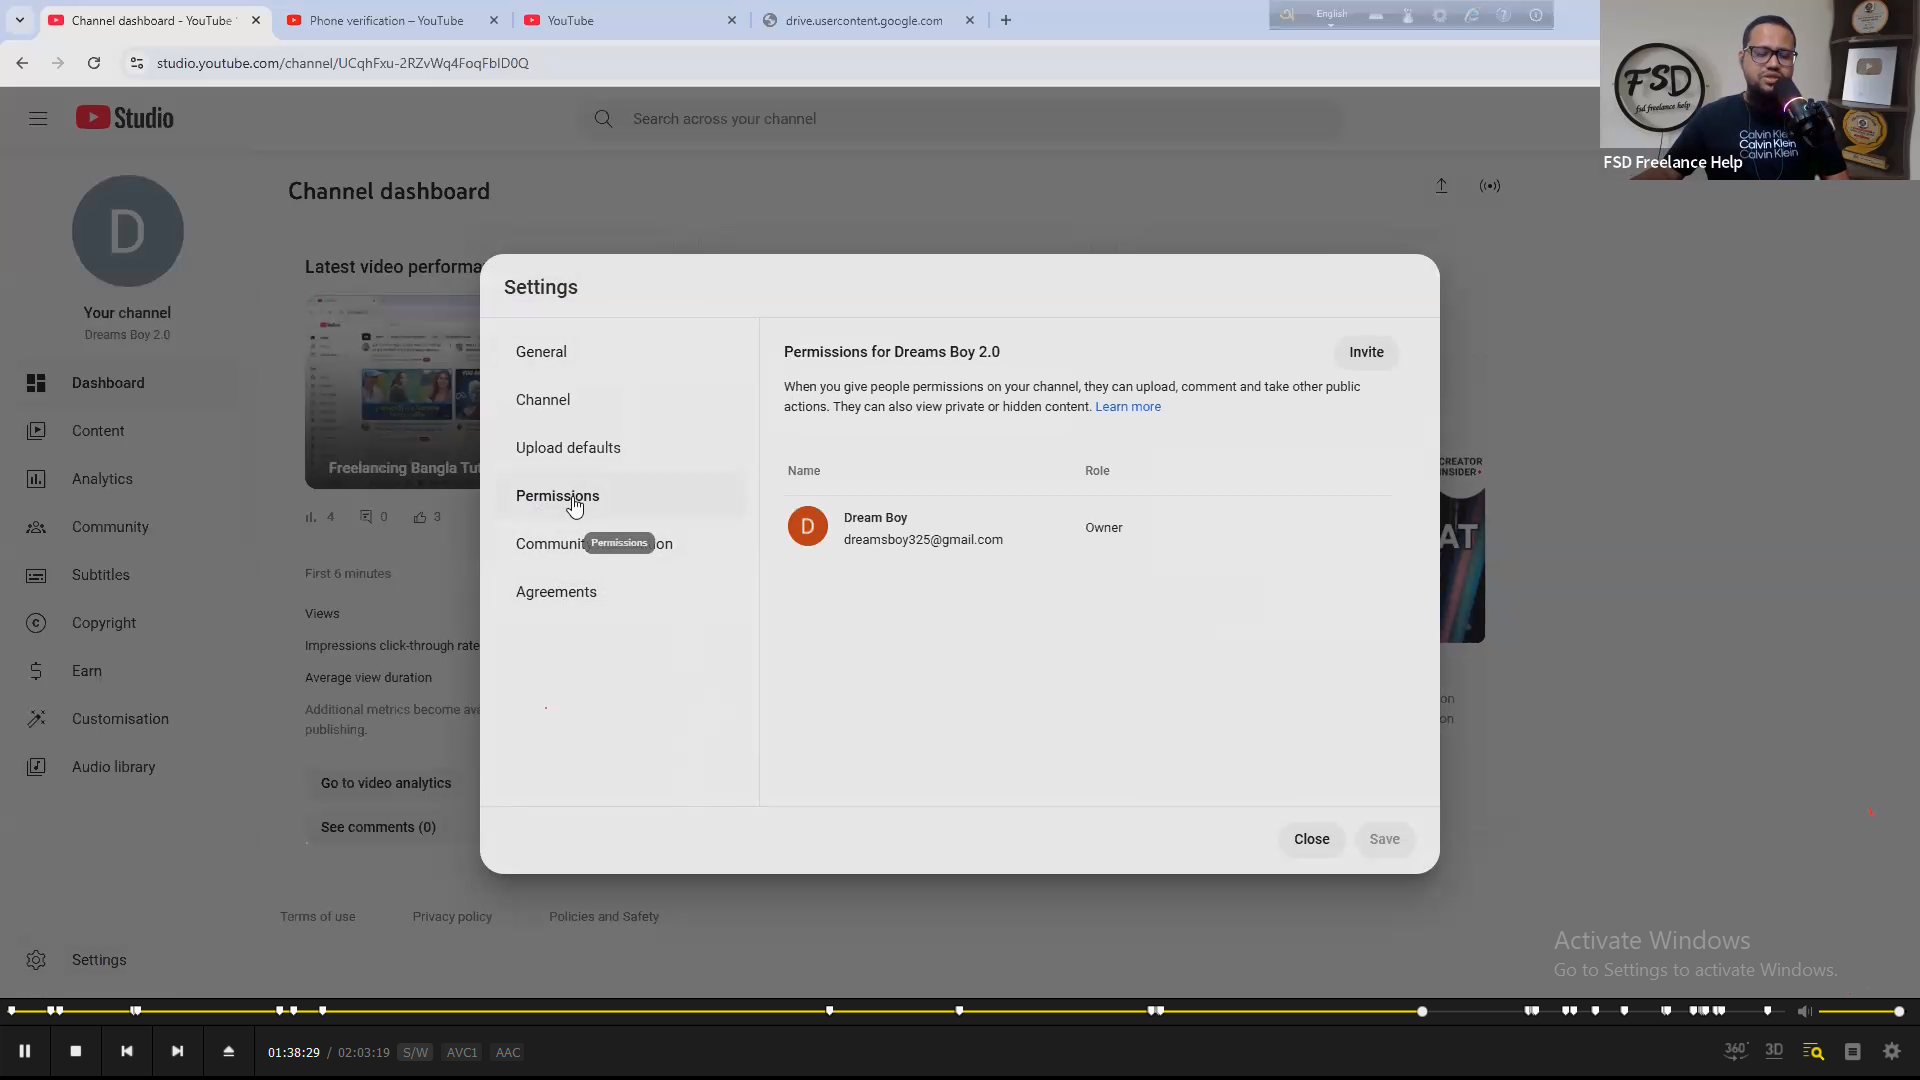 Channel dashboard - YouTube
Phone verification – YouTube
YouTube
drive.usercontent.google.com
English
studio.youtube.com/channel/UCqhFxu-2RZvWq4FoqFbID0Q
Studio
Search across your channel
FSD
fsd freelance help
Calvin Klein
Calvin Klein
Calvin Klein
FSD Freelance Help
D
Your channel
Dreams Boy 2.0
Dashboard
Content
Analytics
Community
Subtitles
Copyright
Earn
Customisation
Audio library
Settings
Channel dashboard
Latest video performa
Freelancing Bangla Tut
4
0
3
First 6 minutes
Views
Impressions click-through rate
Average view duration
Additional metrics become ava
publishing.
Go to video analytics
See comments (0)
Terms of use
Privacy policy
Policies and Safety
Settings
General
Channel
Upload defaults
Permissions
Permissions
Agreements
Permissions for Dreams Boy 2.0
Invite
When you give people permissions on your channel, they can upload, comment and take other public
actions. They can also view private or hidden content. Learn more
Name
Role
D
Dream Boy
dreamsboy325@gmail.com
Owner
Close
Save
CREATOR
INSIDER
AT
on
on
Activate Windows
Go to Settings to activate Windows.
01:38:29 / 02:03:19 S/W AVC1 AAC
360°
3D